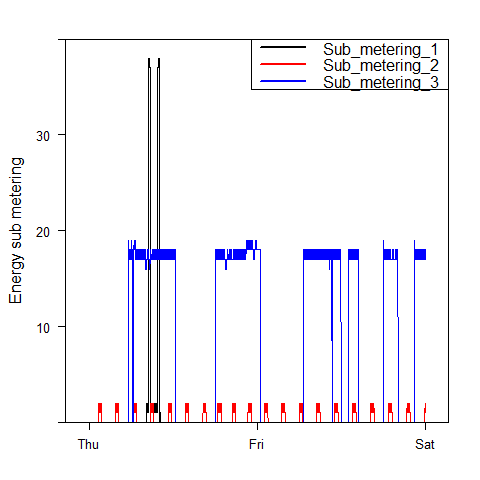 Sub_metering_1
Sub_metering_2
Sub_metering_3
Energy sub metering
30
20
10
Thu Fri Sat